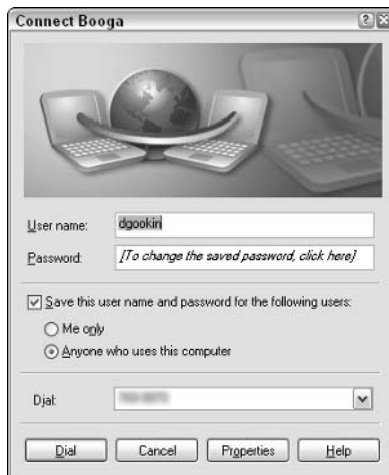 Connect Booga
User name: dgookin
Password: [To change the saved password, click here]
Save this user name and password for the following users:
Me only
Anyone who uses this computer
Dial:
Dial Cancel Properties Help